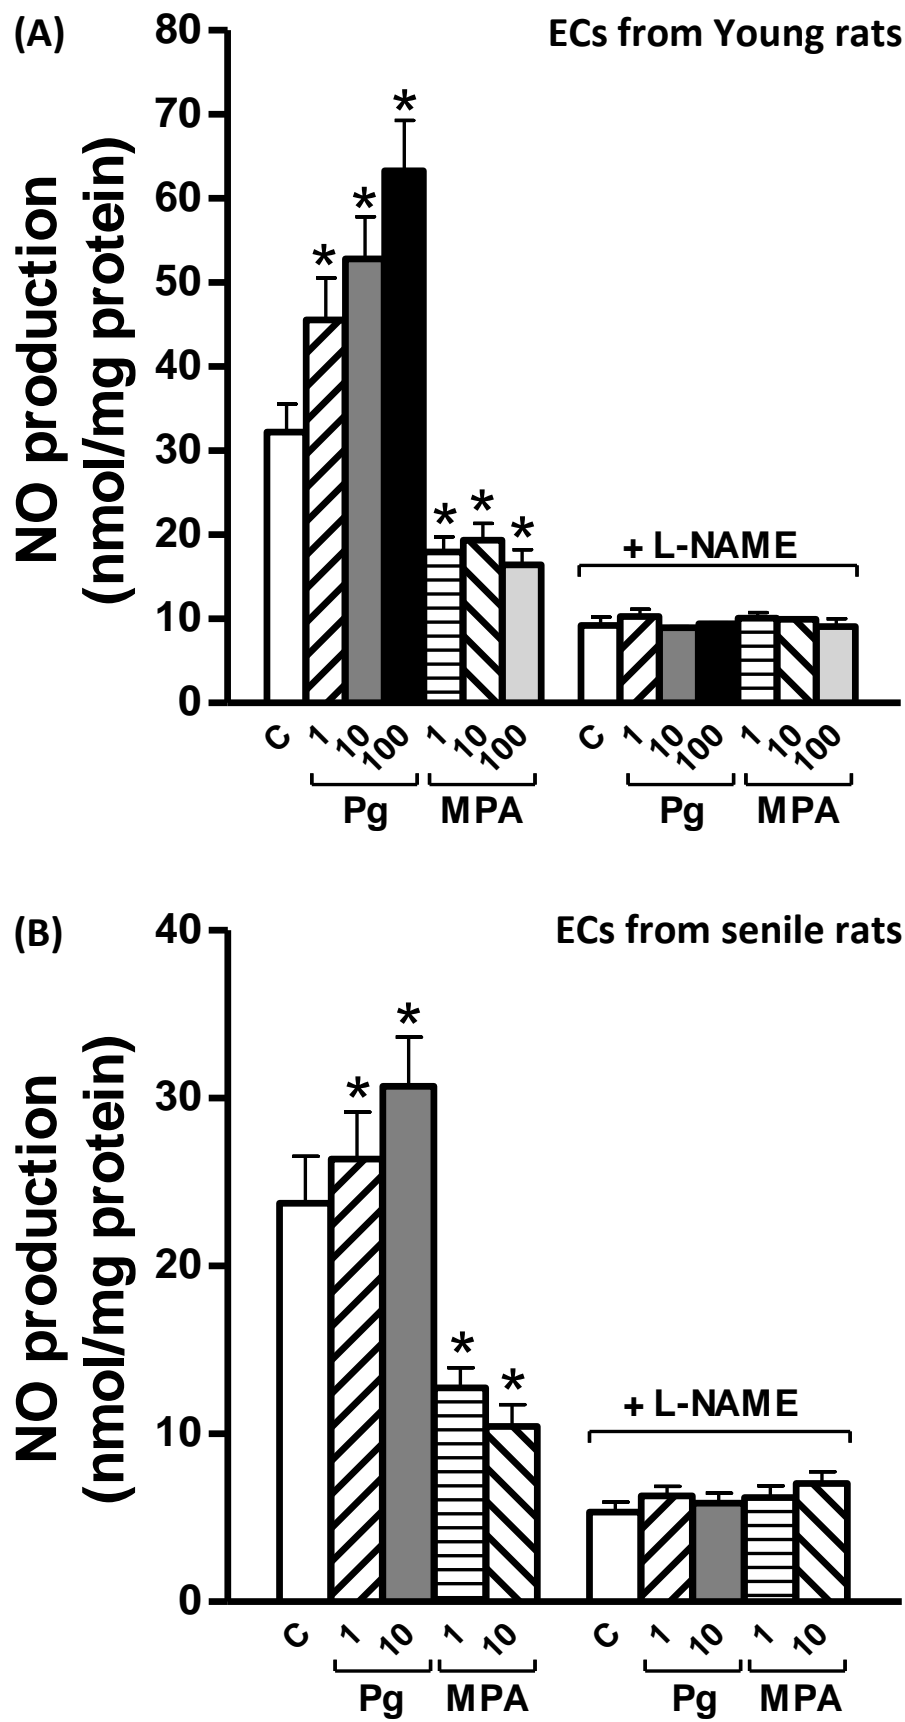 (A)
ECs from Young rats
NO production
(nmol/mg protein)
80
70
60
50
40
30
20
10
0
* * * * * *
+ L-NAME
C 1 10 100 1 10 100 C 1 10 100 1 10 100
Pg MPA Pg MPA
(B)
ECs from senile rats
NO production
(nmol/mg protein)
40
30
20
10
0
* * * *
+ L-NAME
C 1 10 1 10 C 1 10 1 10
Pg MPA Pg MPA